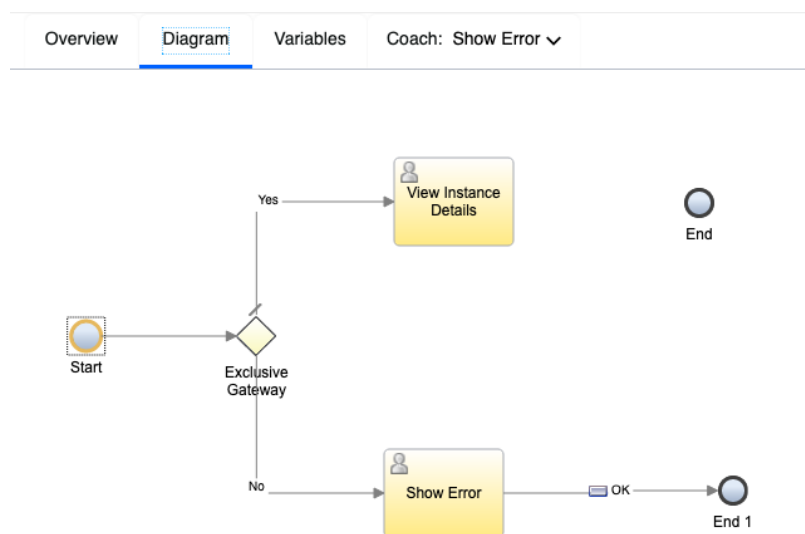 Overview Diagram Variables Coach: Show Error
Yes
View Instance
Details
End
Start
Exclusive
Gateway
No
Show Error
OK
End 1